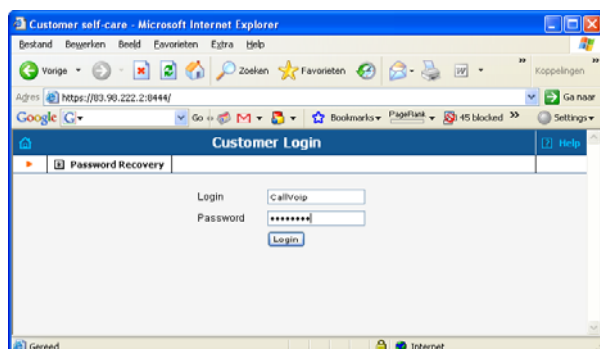 Customer self-care - Microsoft Internet Explorer
Bestand Bewerken Beeld Favorieten Extra Help
Vorige Zoeken Favorieten W Koppelingen
Adres https://83.98.222.2:8444/ Ga naar
Google G Go M Bookmarks PageRank 45 blocked Settings
Customer Login ? Help
Password Recovery
Login CallVoip
Password ••••••••
Login
Gereed Internet